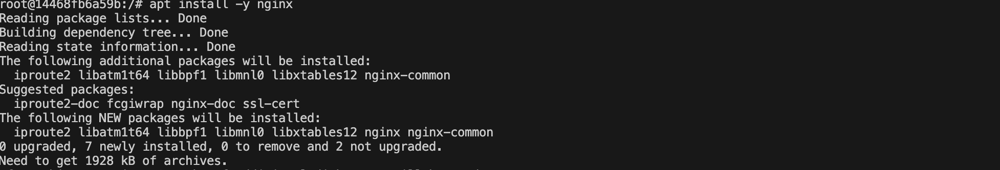 root@14468fb6a59b:/# apt install -y nginx
Reading package lists... Done
Building dependency tree... Done
Reading state information... Done
The following additional packages will be installed:
  iproute2 libatm1t64 libbpf1 libmnl0 libxtables12 nginx-common
Suggested packages:
  iproute2-doc fcgiwrap nginx-doc ssl-cert
The following NEW packages will be installed:
  iproute2 libatm1t64 libbpf1 libmnl0 libxtables12 nginx nginx-common
0 upgraded, 7 newly installed, 0 to remove and 2 not upgraded.
Need to get 1928 kB of archives.